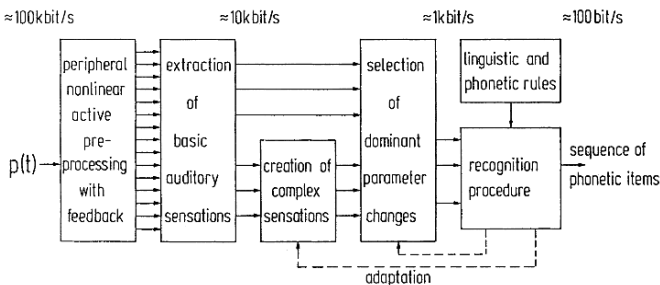 ≈100kbit/s
≈10kbit/s
≈1kbit/s
≈100bit/s
p(t)
peripheral
nonlinear
active
pre-
processing
with
feedback
extraction
of
basic
auditory
sensations
creation of
complex
sensations
selection
of
dominant
parameter
changes
linguistic and
phonetic rules
recognition
procedure
sequence of
phonetic items
adaptation